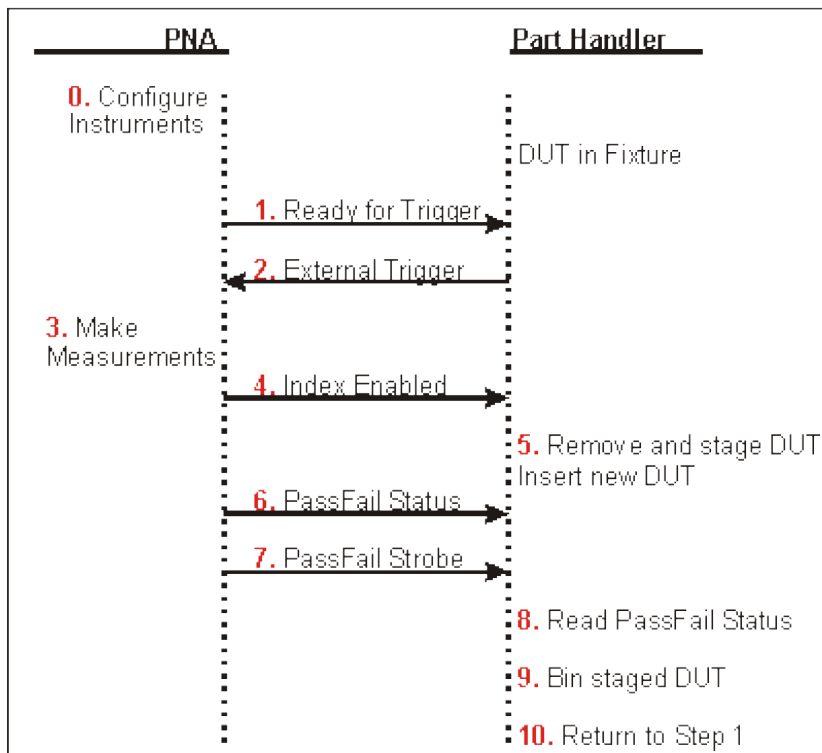 PNA
Part Handler
0. Configure
Instruments
DUT in Fixture
1. Ready for Trigger
2. External Trigger
3. Make
Measurements
4. Index Enabled
5. Remove and stage DUT
Insert new DUT
6. PassFail Status
7. PassFail Strobe
8. Read PassFail Status
9. Bin staged DUT
10. Return to Step 1